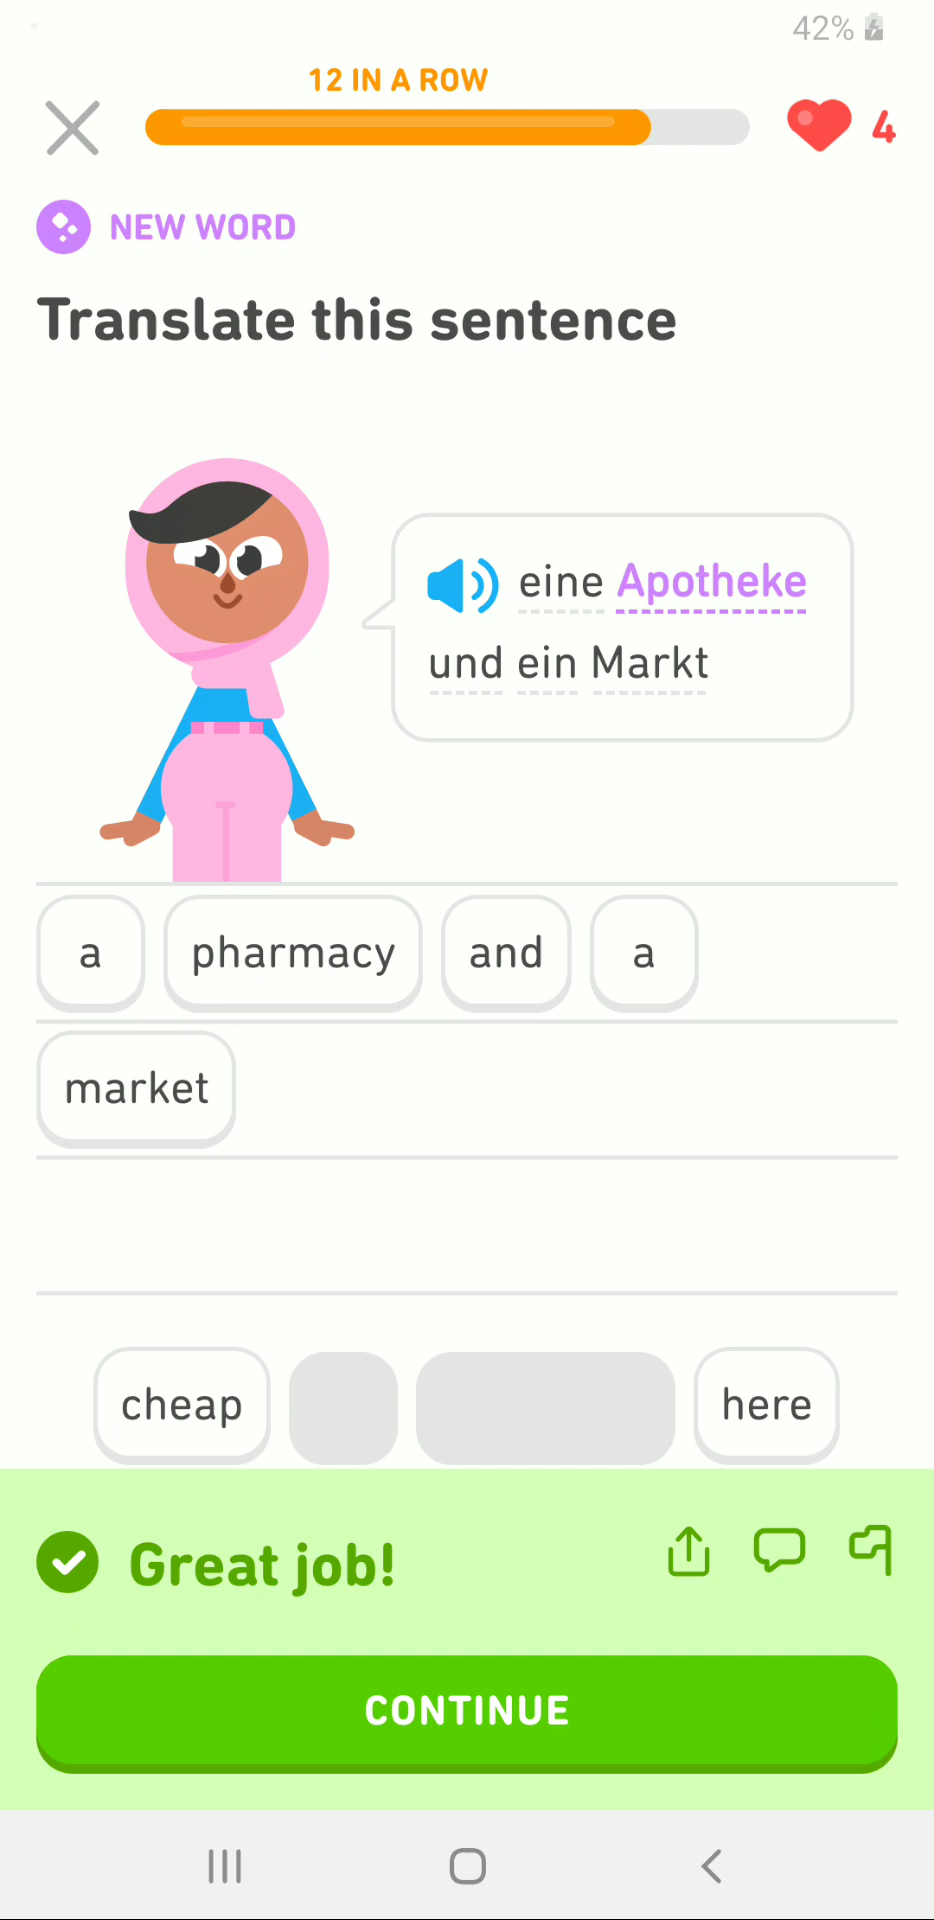 42%
12 IN A ROW
4
NEW WORD
Translate this sentence
eine Apotheke
und ein Markt
a pharmacy and a
market
cheap here
Great job!
CONTINUE